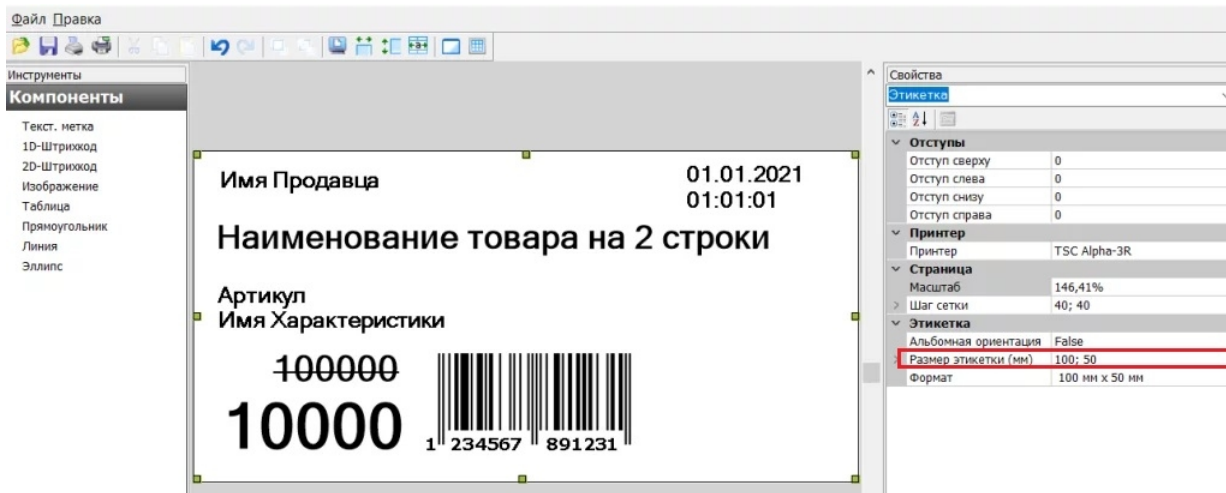 Файл Правка
Инструменты
Компоненты
Текст. метка
1D-Штрихкод
2D-Штрихкод
Изображение
Таблица
Прямоугольник
Линия
Эллипс
Имя Продавца
01.01.2021
01:01:01
Наименование товара на 2 строки
Артикул
Имя Характеристики
100000
10000
1 234567 891231
Свойства
Этикетка
Отступы
Отступ сверху 0
Отступ слева 0
Отступ снизу 0
Отступ справа 0
Принтер
Принтер TSC Alpha-3R
Страница
Масштаб 146,41%
Шаг сетки 40; 40
Этикетка
Альбомная ориентация False
Размер этикетки (мм) 100; 50
Формат 100 мм x 50 мм